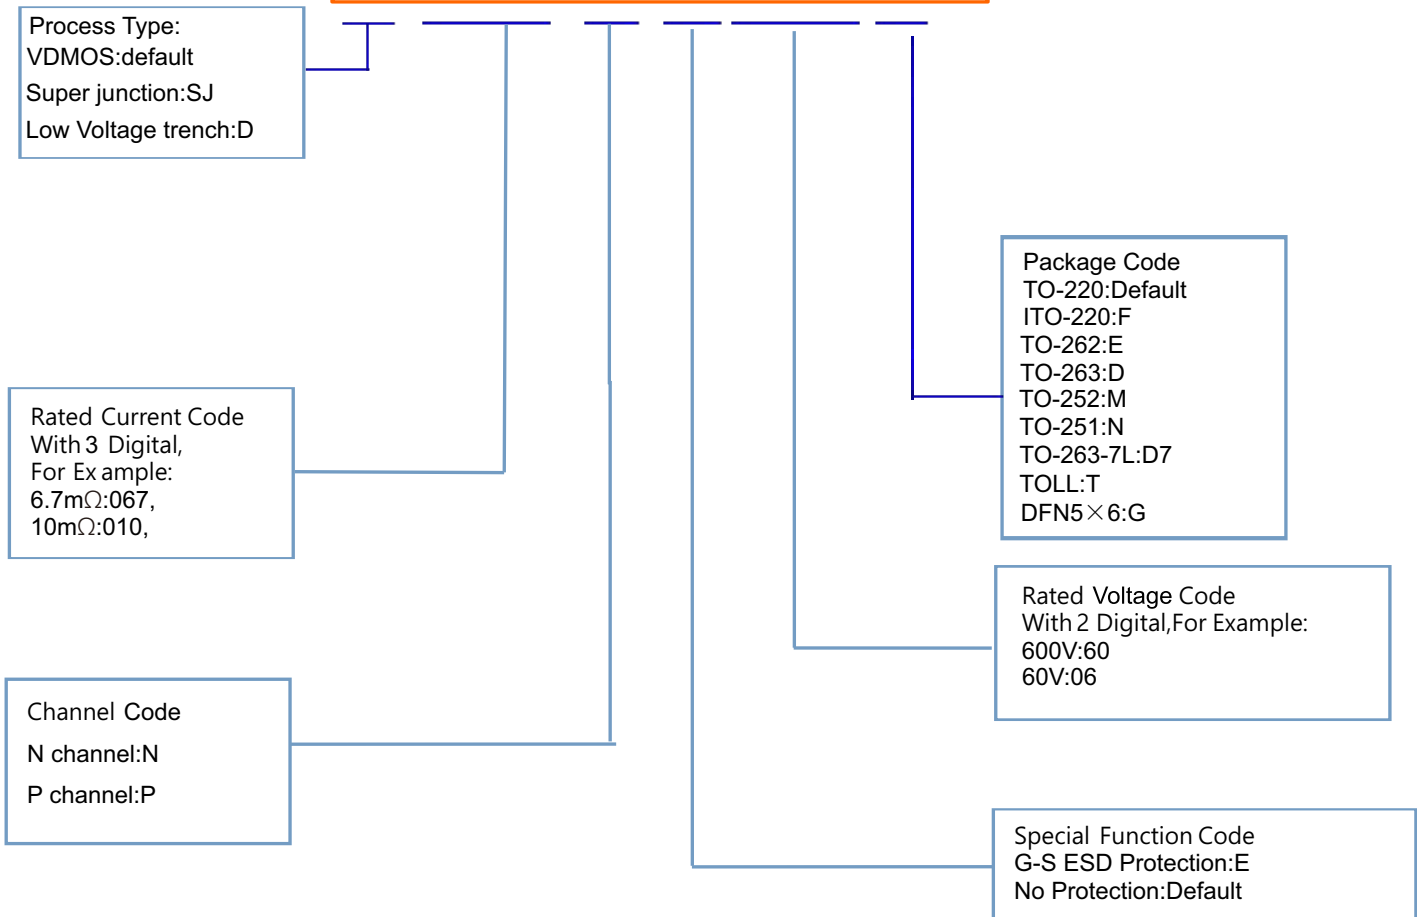 Process Type:
VDMOS:default
Super junction:SJ
Low Voltage trench:D
Package Code
TO-220:Default
ITO-220:F
TO-262:E
TO-263:D
TO-252:M
TO-251:N
TO-263-7L:D7
TOLL:T
DFN5×6:G
Rated Current Code
With 3 Digital,
For Ex ample:
6.7mΩ:067,
10mΩ:010,
Rated Voltage Code
With 2 Digital,For Example:
600V:60
60V:06
Channel Code
N channel:N
P channel:P
Special Function Code
G-S ESD Protection:E
No Protection:Default